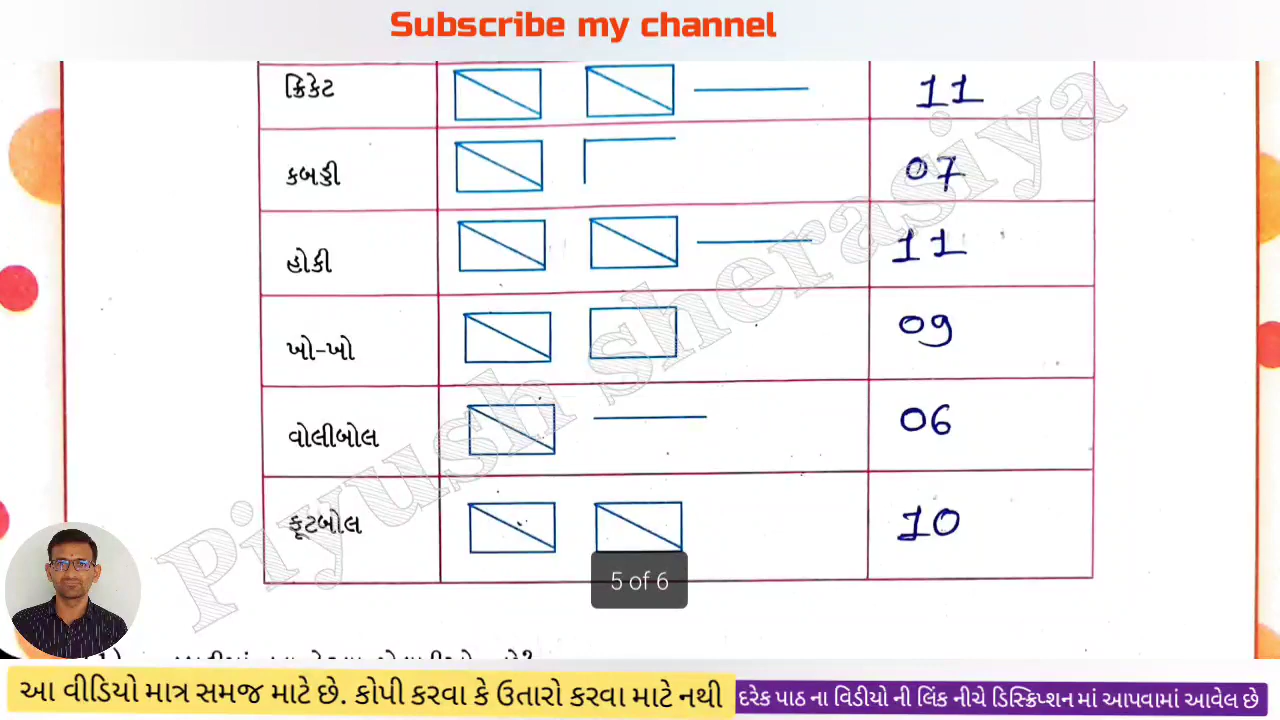 Subscribe my channel
ક્રિકેટ 11
કબડ્ડી 07
હોકી 11
ખો-ખો 09
વોલીબોલ 06
ફૂટબોલ 10
Piyush sherasiya
5 of 6
આ વીડિયો માત્ર સમજ માટે છે. કોપી કરવા કે ઉતારો કરવા માટે નથી
દરેક પાઠ ના વિડીયો ની લિંક નીચે ડિસ્ક્રિપ્શન માં આપવામાં આવેલ છે